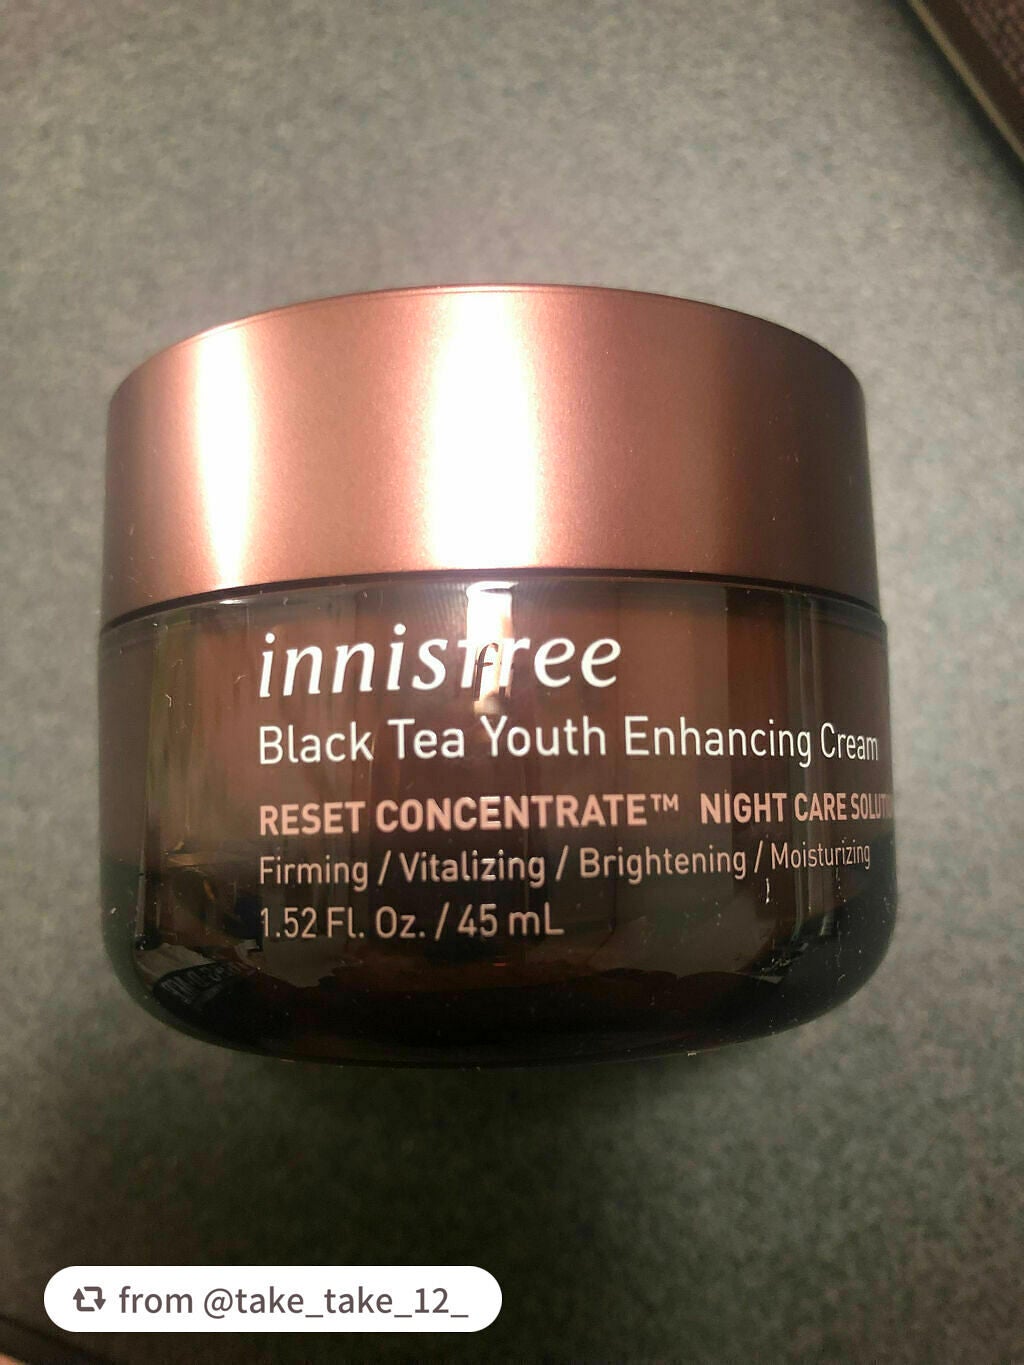 innisfree
Black Tea Youth Enhancing Cream
RESET CONCENTRATE™ NIGHT CARE
Firming / Vitalizing / Brightening / Moisturizing
1.52 Fl. Oz. / 45 mL
from @take_take_12_